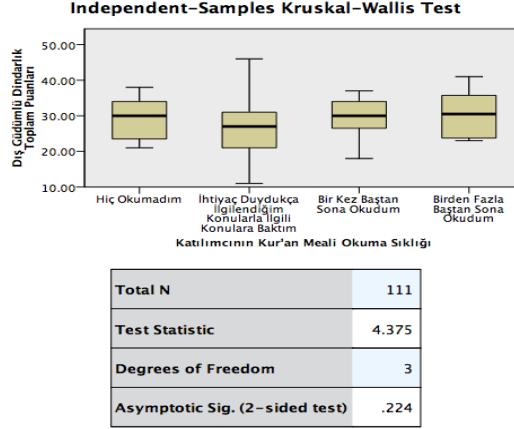 Independent-Samples Kruskal-Wallis Test
Dış Güdümlü Dindarlık
Toplam Puanları
50.00
40.00
30.00
20.00
10.00
Hiç Okumadım
İhtiyaç Duydukça
İlgilendiğim
Konularla İlgili
Konulara Baktım
Bir Kez Baştan
Sona Okudum
Birden Fazla
Baştan Sona
Okudum
Katılımcının Kur'an Meali Okuma Sıklığı
Total N 111
Test Statistic 4.375
Degrees of Freedom 3
Asymptotic Sig. (2-sided test) .224